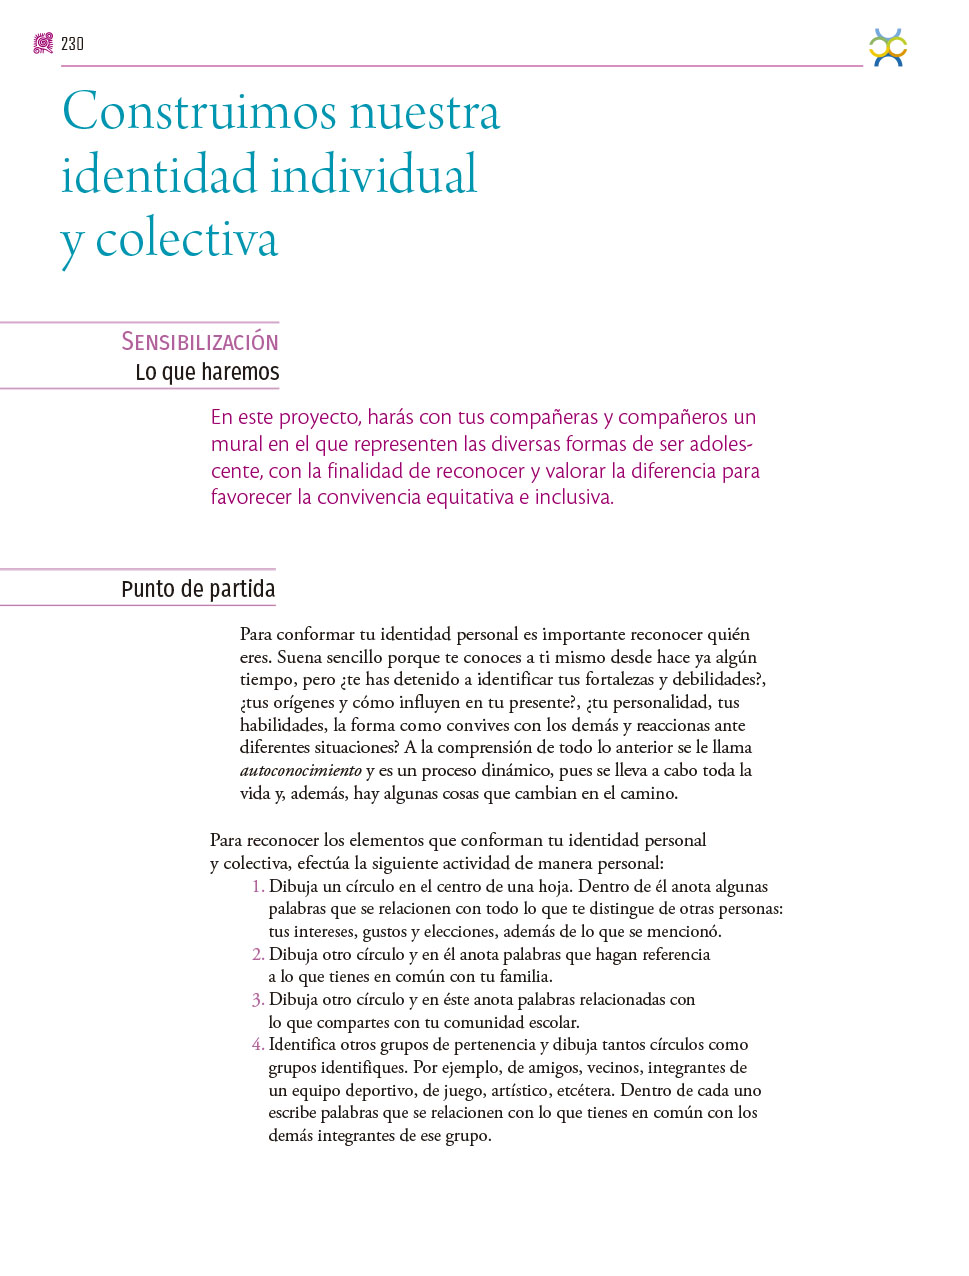 230
Construimos nuestra
identidad individual
y colectiva
Sensibilización
Lo que haremos
En este proyecto, harás con tus compañeras y compañeros un
mural en el que representen las diversas formas de ser adoles-
cente, con la finalidad de reconocer y valorar la diferencia para
favorecer la convivencia equitativa e inclusiva.
Punto de partida
Para conformar tu identidad personal es importante reconocer quién
eres. Suena sencillo porque te conoces a ti mismo desde hace ya algún
tiempo, pero ¿te has detenido a identificar tus fortalezas y debilidades?,
¿tus orígenes y cómo influyen en tu presente?, ¿tu personalidad, tus
habilidades, la forma como convives con los demás y reaccionas ante
diferentes situaciones? A la comprensión de todo lo anterior se le llama
autoconocimiento y es un proceso dinámico, pues se lleva a cabo toda la
vida y, además, hay algunas cosas que cambian en el camino.
Para reconocer los elementos que conforman tu identidad personal
y colectiva, efectúa la siguiente actividad de manera personal:
1. Dibuja un círculo en el centro de una hoja. Dentro de él anota algunas
palabras que se relacionen con todo lo que te distingue de otras personas:
tus intereses, gustos y elecciones, además de lo que se mencionó.
2. Dibuja otro círculo y en él anota palabras que hagan referencia
a lo que tienes en común con tu familia.
3. Dibuja otro círculo y en éste anota palabras relacionadas con
lo que compartes con tu comunidad escolar.
4. Identifica otros grupos de pertenencia y dibuja tantos círculos como
grupos identifiques. Por ejemplo, de amigos, vecinos, integrantes de
un equipo deportivo, de juego, artístico, etcétera. Dentro de cada uno
escribe palabras que se relacionen con lo que tienes en común con los
demás integrantes de ese grupo.